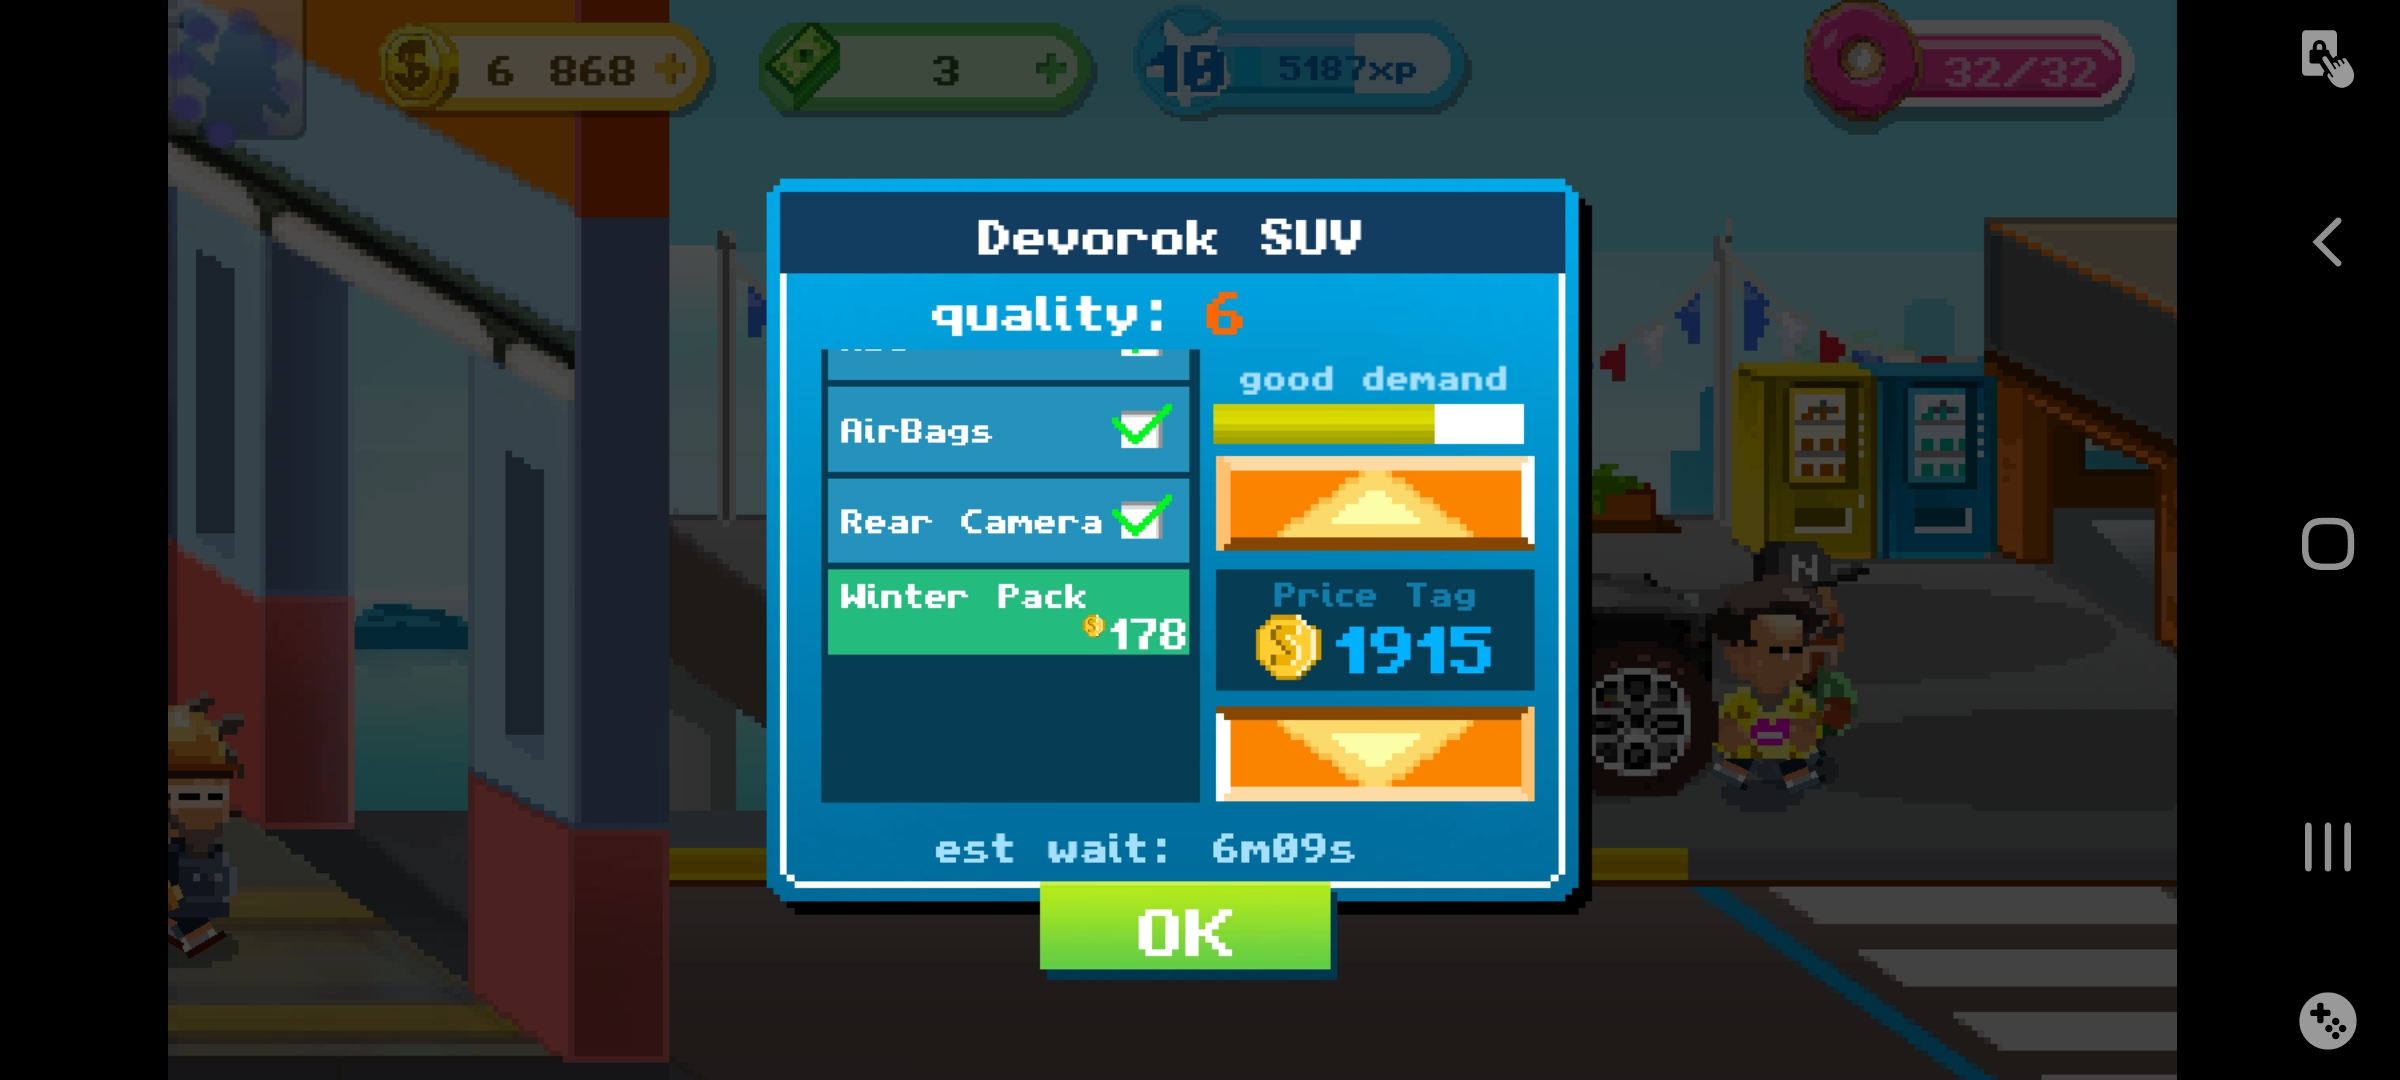 6 868
3
10 5187xp
32/32
Devorok SUV
quality: 6
good demand
AirBags
Rear Camera
Winter Pack
178
Price Tag
1915
est wait: 6m09s
OK
N